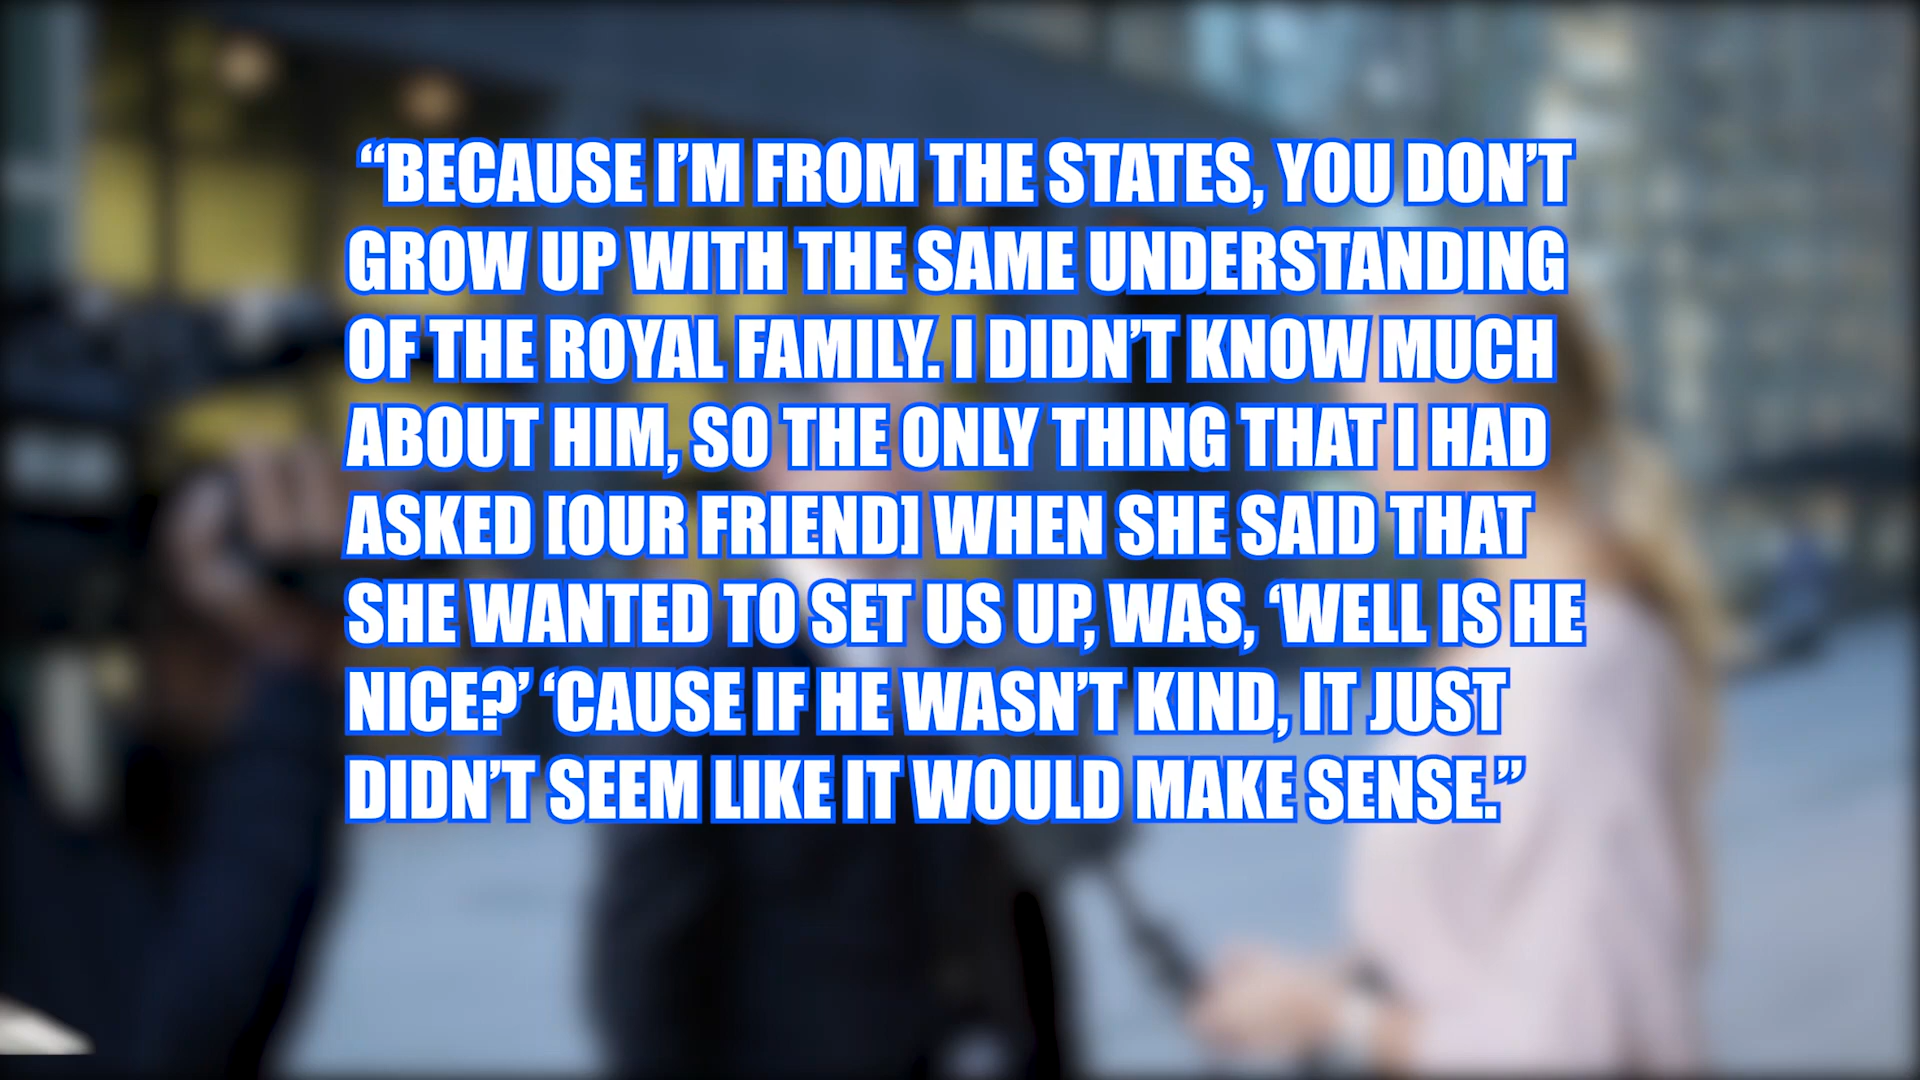 “BECAUSE I’M FROM THE STATES, YOU DON’T
GROW UP WITH THE SAME UNDERSTANDING
OF THE ROYAL FAMILY. I DIDN’T KNOW MUCH
ABOUT HIM, SO THE ONLY THING THAT I HAD
ASKED [OUR FRIEND] WHEN SHE SAID THAT
SHE WANTED TO SET US UP, WAS, ‘WELL IS HE
NICE?’ ‘CAUSE IF HE WASN’T KIND, IT JUST
DIDN’T SEEM LIKE IT WOULD MAKE SENSE.”